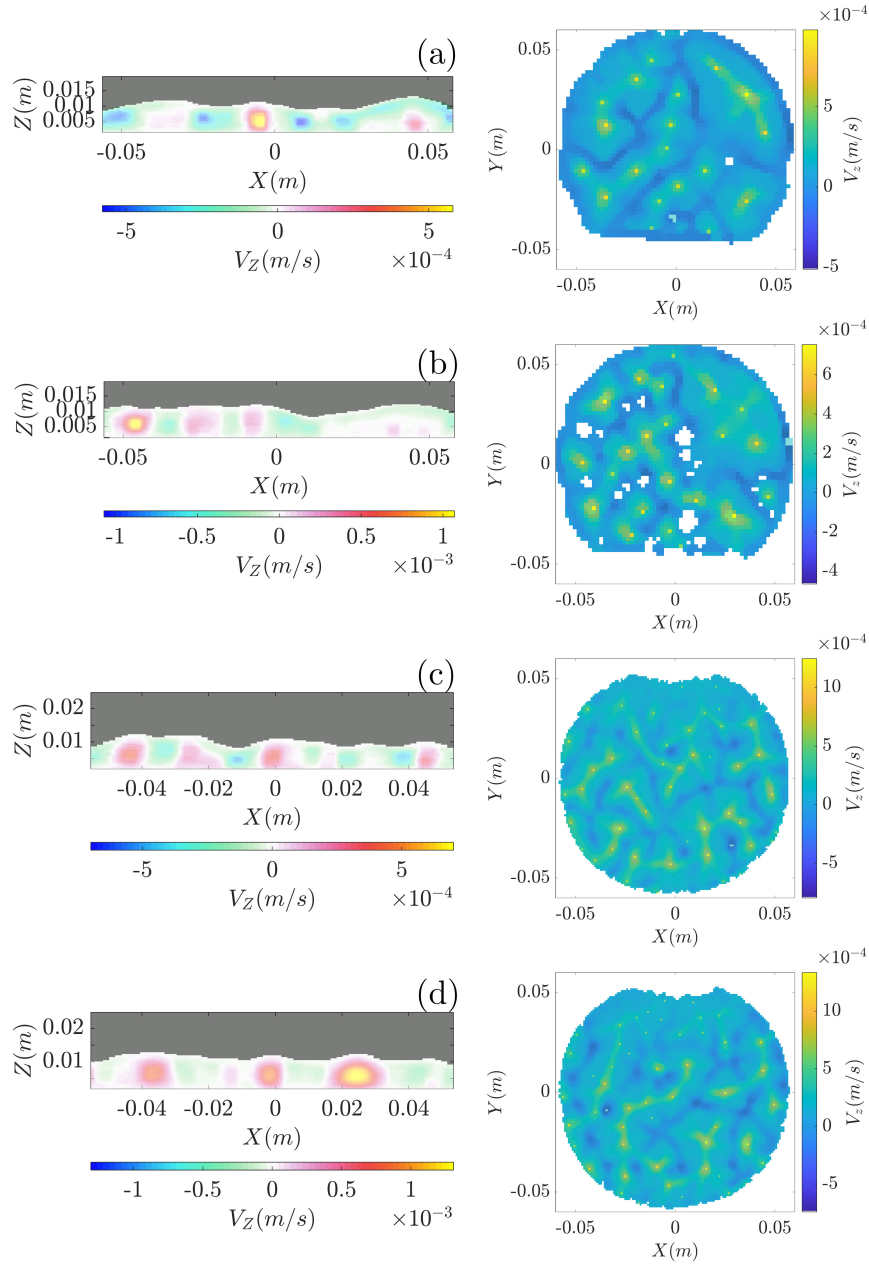 (a)
Z(m)
0.015
0.01
0.005
-0.05 0 0.05
X(m)
-5 0 5
V_Z(m/s) ×10^-4
×10^-4
0.05
Y(m)
0
-0.05
-0.05 0 0.05
X(m)
5
0
-5
V_z(m/s)
(b)
Z(m)
0.015
0.01
0.005
-0.05 0 0.05
X(m)
-1 -0.5 0 0.5 1
V_Z(m/s) ×10^-3
×10^-4
0.05
Y(m)
0
-0.05
-0.05 0 0.05
X(m)
6
4
2
0
-2
-4
V_z(m/s)
(c)
Z(m)
0.02
0.01
-0.04 -0.02 0 0.02 0.04
X(m)
-5 0 5
V_Z(m/s) ×10^-4
×10^-4
0.05
Y(m)
0
-0.05
-0.05 0 0.05
X(m)
10
5
0
-5
V_z(m/s)
(d)
Z(m)
0.02
0.01
-0.04 -0.02 0 0.02 0.04
X(m)
-1 -0.5 0 0.5 1
V_Z(m/s) ×10^-3
×10^-4
0.05
Y(m)
0
-0.05
-0.05 0 0.05
X(m)
10
5
0
-5
V_z(m/s)